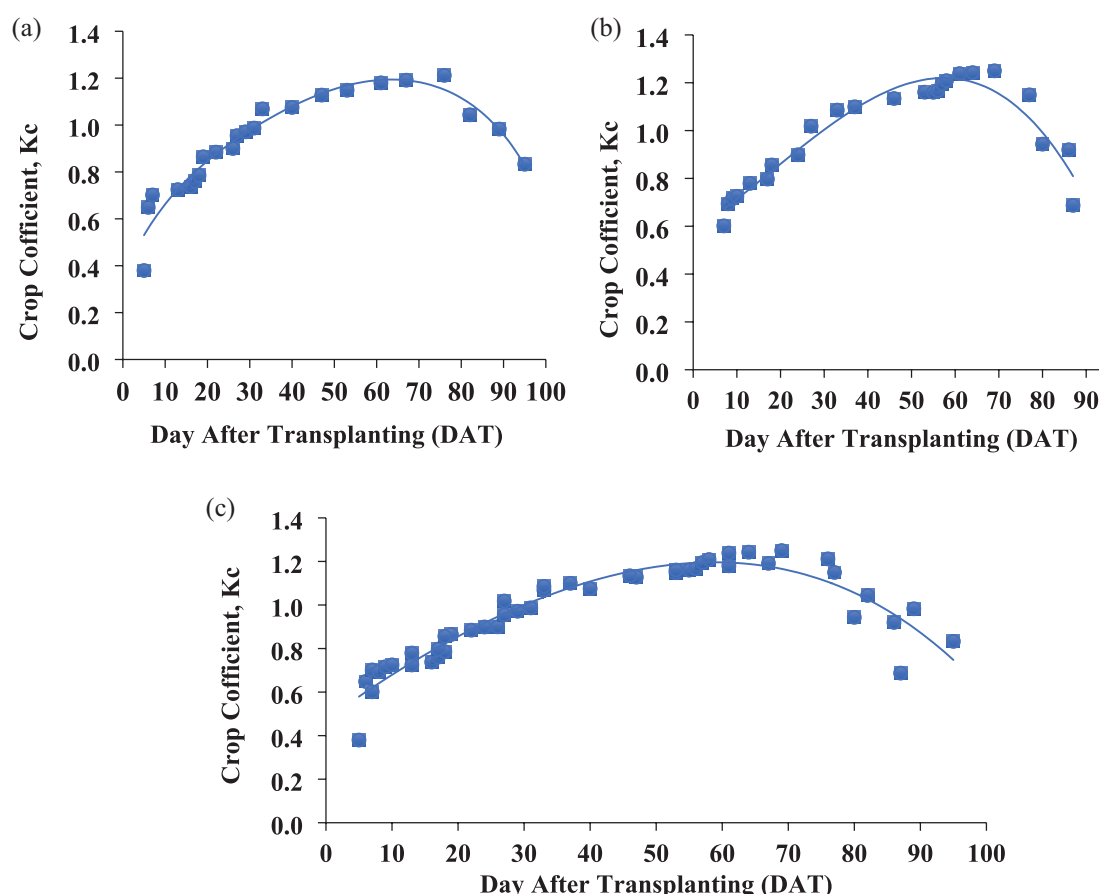 (a)
Crop Cofficient, Kc
1.4
1.2
1.0
0.8
0.6
0.4
0.2
0.0
0 10 20 30 40 50 60 70 80 90 100
Day After Transplanting (DAT)
(b)
Crop Cofficient, Kc
1.4
1.2
1.0
0.8
0.6
0.4
0.2
0.0
0 10 20 30 40 50 60 70 80 90
Day After Transplanting (DAT)
(c)
Crop Cofficient, Kc
1.4
1.2
1.0
0.8
0.6
0.4
0.2
0.0
0 10 20 30 40 50 60 70 80 90 100
Day After Transplanting (DAT)